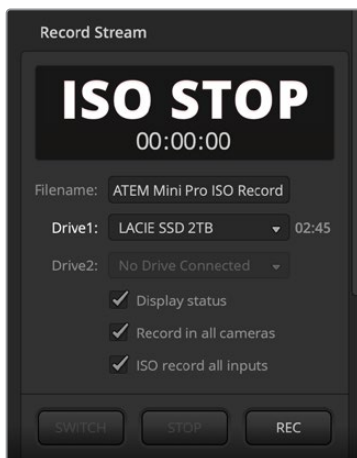 Record Stream
ISO STOP
00:00:00
Filename: ATEM Mini Pro ISO Record
Drive1: LACIE SSD 2TB 02:45
Drive2: No Drive Connected
Display status
Record in all cameras
ISO record all inputs
SWITCH STOP REC